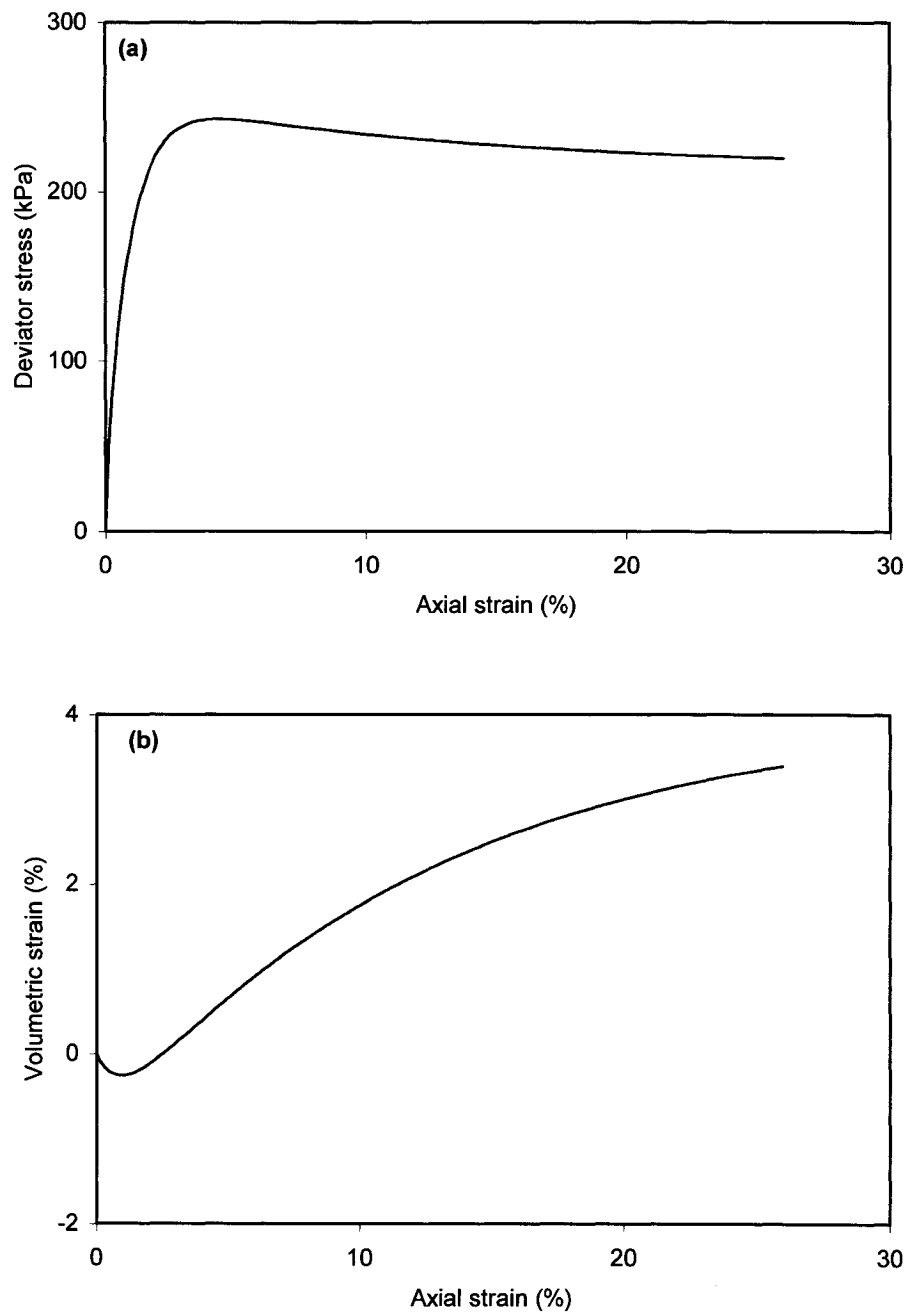 300
(a)
200
100
0
Deviator stress (kPa)
0 10 20 30
Axial strain (%)
4
(b)
2
0
-2
Volumetric strain (%)
0 10 20 30
Axial strain (%)